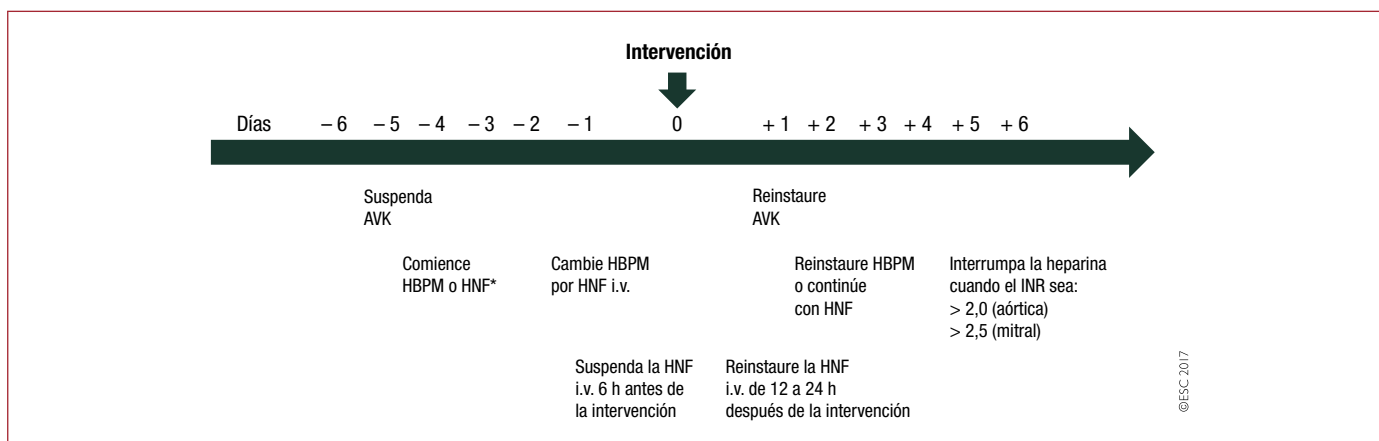 Intervención
Días – 6 – 5 – 4 – 3 – 2 – 1 0 + 1 + 2 + 3 + 4 + 5 + 6
Suspenda
AVK
Reinstaure
AVK
Comience
HBPM o HNF*
Cambie HBPM
por HNF i.v.
Reinstaure HBPM
o continúe
con HNF
Interrumpa la heparina
cuando el INR sea:
> 2,0 (aórtica)
> 2,5 (mitral)
Suspenda la HNF
i.v. 6 h antes de
la intervención
Reinstaure la HNF
i.v. de 12 a 24 h
después de la intervención
©ESC 2017